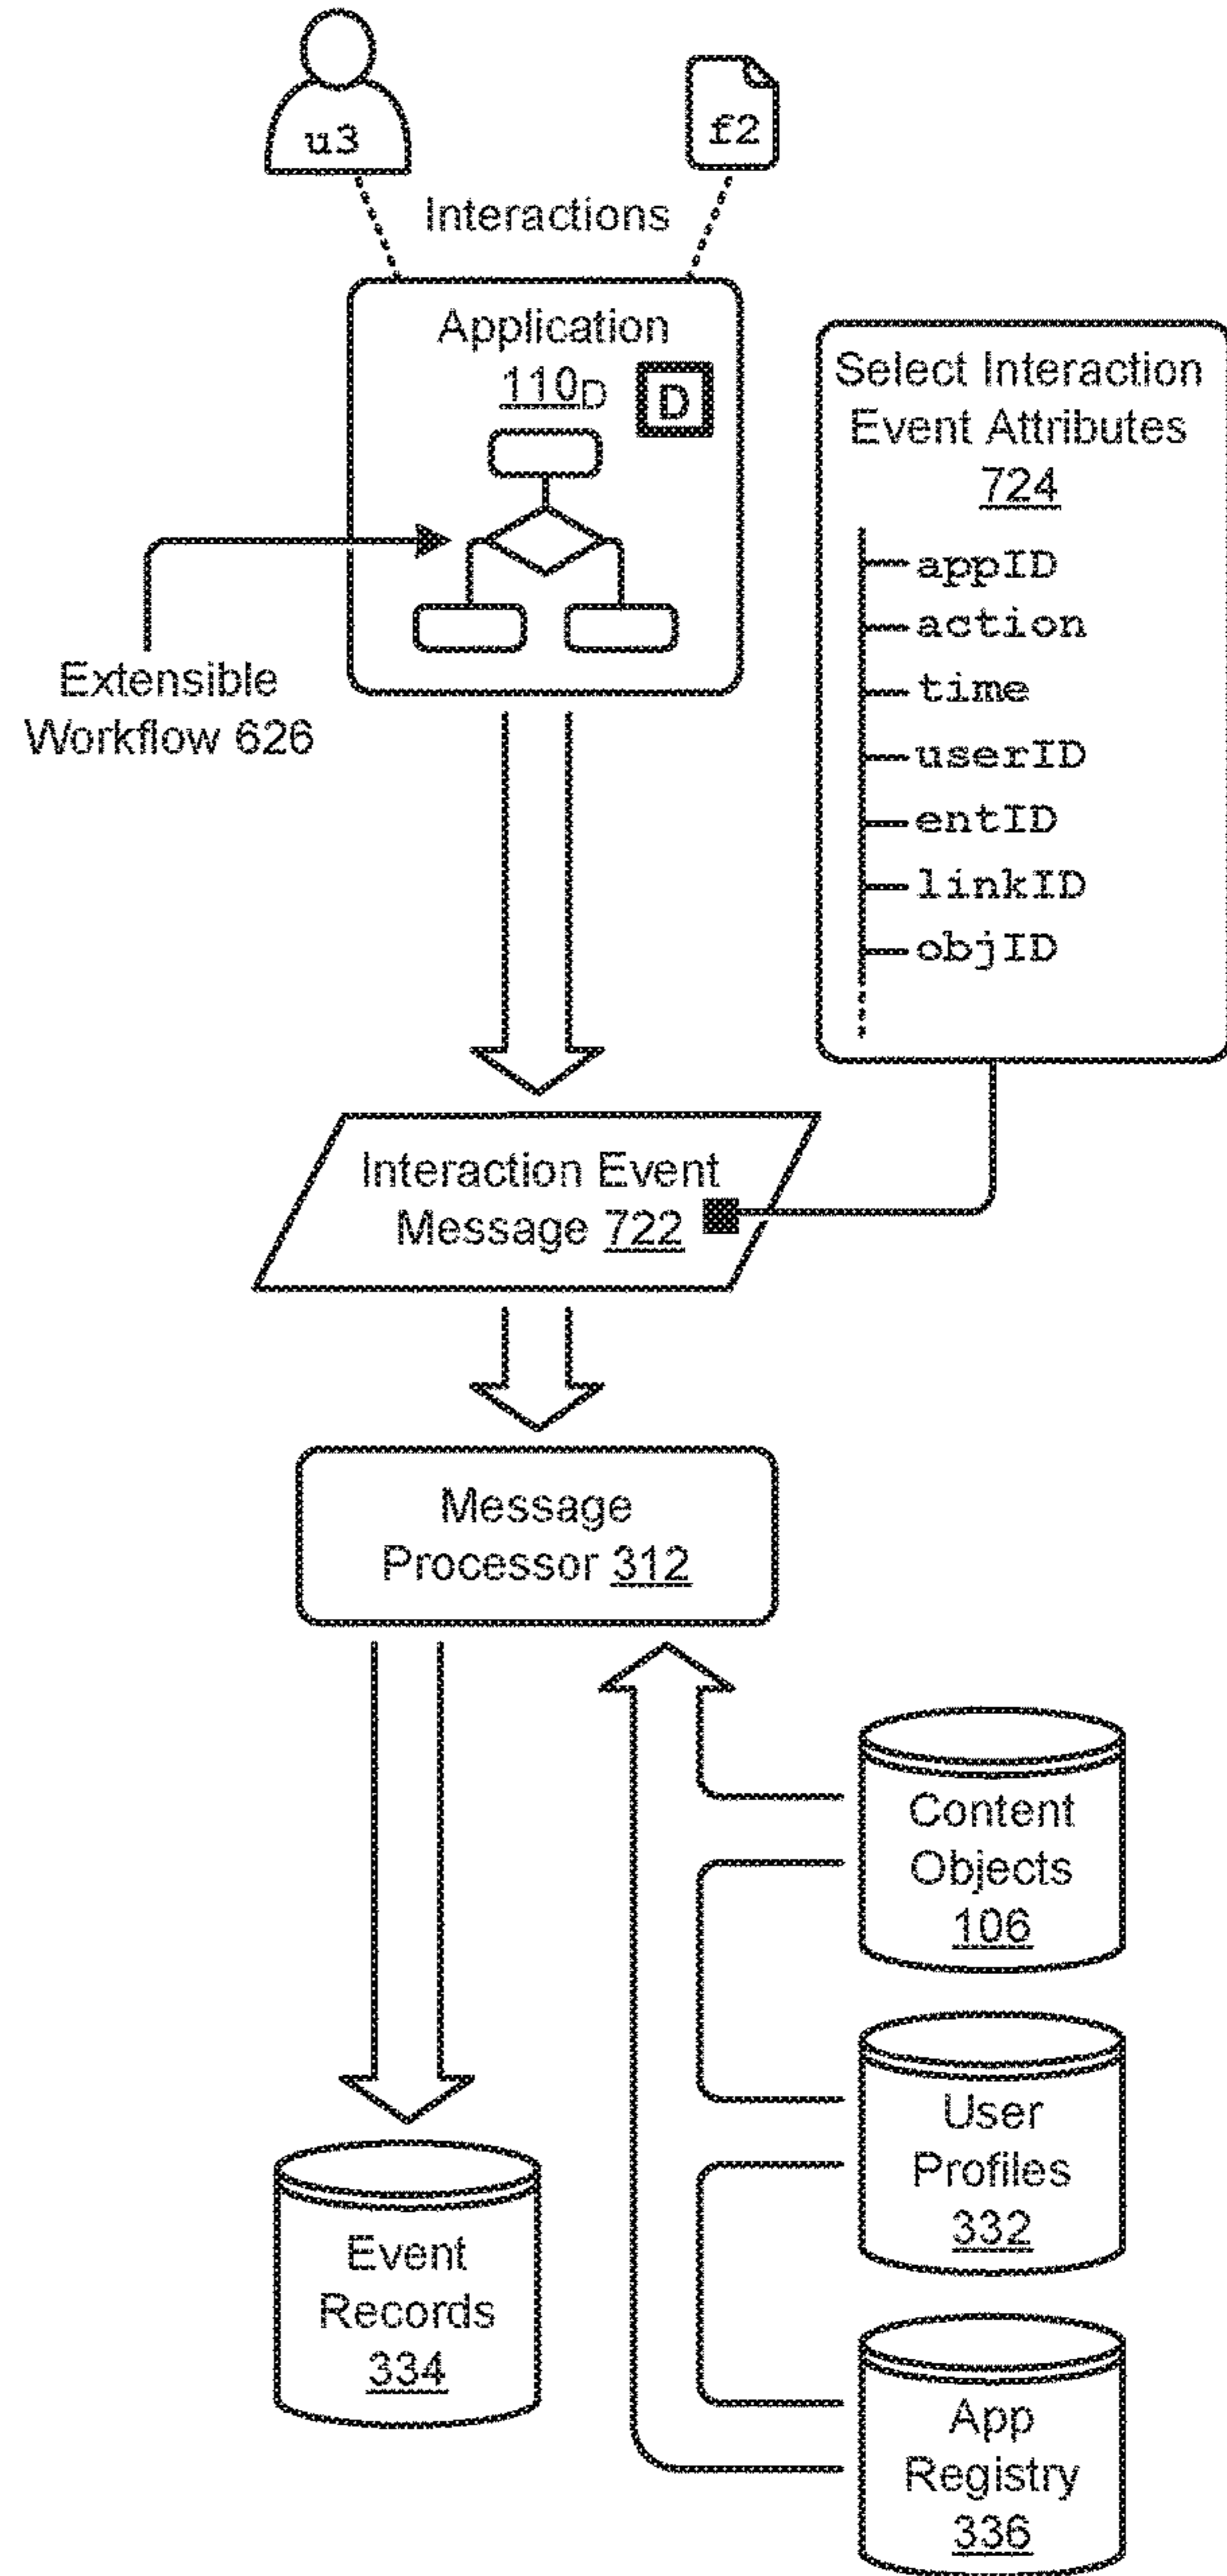 u3
f2
Interactions
Application
110D
D
Extensible
Workflow 626
Select Interaction
Event Attributes
724
appID
action
time
userID
entID
linkID
objID
Interaction Event
Message 722
Message
Processor 312
Content
Objects
106
User
Profiles
332
Event
Records
334
App
Registry
336